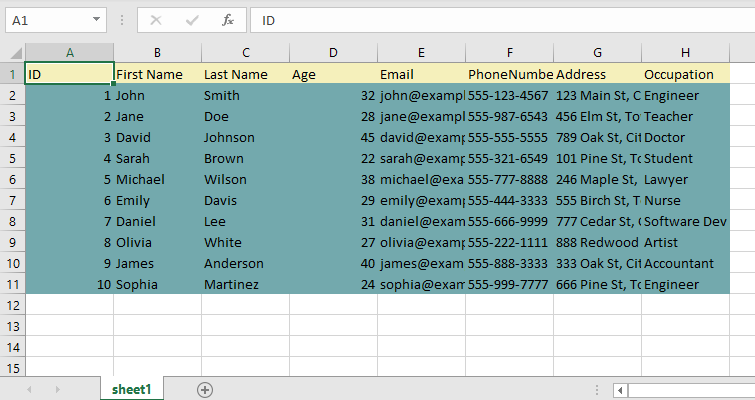 A1 fx ID
A B C D E F G H
1 ID First Name Last Name Age Email PhoneNumbe Address Occupation
2 1 John Smith 32 john@exampl 555-123-4567 123 Main St, C Engineer
3 2 Jane Doe 28 jane@exampl 555-987-6543 456 Elm St, To Teacher
4 3 David Johnson 45 david@examp 555-555-5555 789 Oak St, Cit Doctor
5 4 Sarah Brown 22 sarah@examp 555-321-6549 101 Pine St, To Student
6 5 Michael Wilson 38 michael@exa 555-777-8888 246 Maple St, Lawyer
7 6 Emily Davis 29 emily@examp 555-444-3333 555 Birch St, T Nurse
8 7 Daniel Lee 31 daniel@exam 555-666-9999 777 Cedar St, Software Dev
9 8 Olivia White 27 olivia@examp 555-222-1111 888 Redwood Artist
10 9 James Anderson 40 james@exam 555-888-3333 333 Oak St, Cit Accountant
11 10 Sophia Martinez 24 sophia@exam 555-999-7777 666 Pine St, To Engineer
12
13
14
15
sheet1